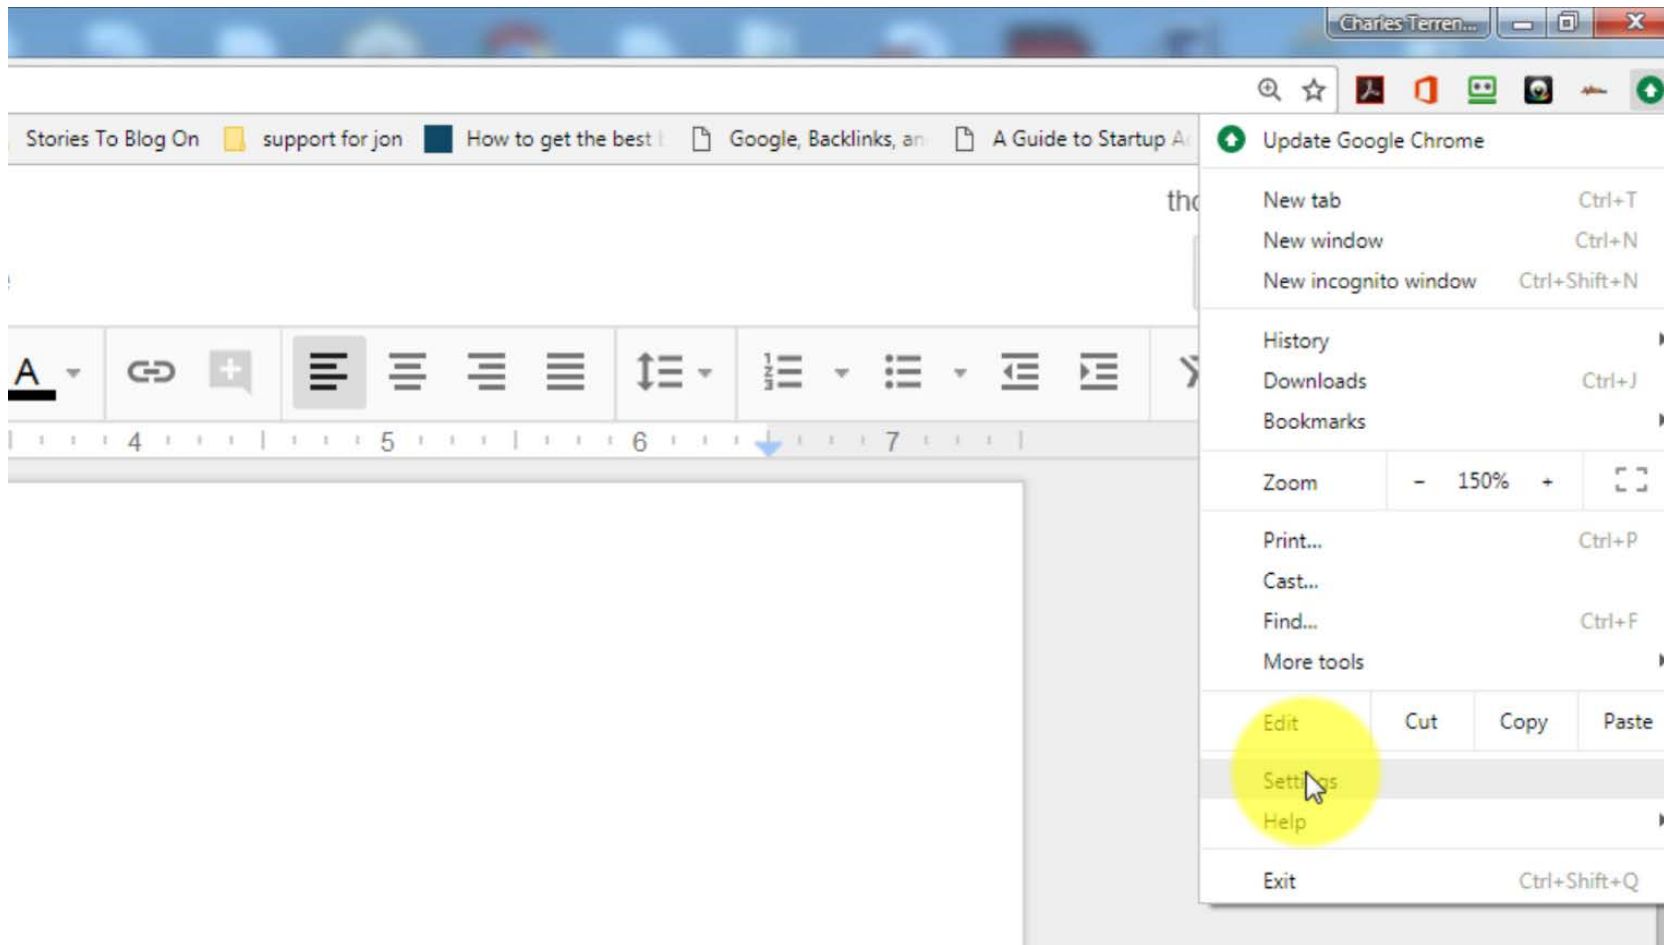 Charles Terren...
Stories To Blog On support for jon How to get the best Google, Backlinks, an A Guide to Startup
Update Google Chrome
New tab Ctrl+T
New window Ctrl+N
New incognito window Ctrl+Shift+N
History
Downloads Ctrl+J
Bookmarks
Zoom - 150% +
Print... Ctrl+P
Cast...
Find... Ctrl+F
More tools
Edit Cut Copy Paste
Settings
Help
Exit Ctrl+Shift+Q
tho
A
4 5 6 7